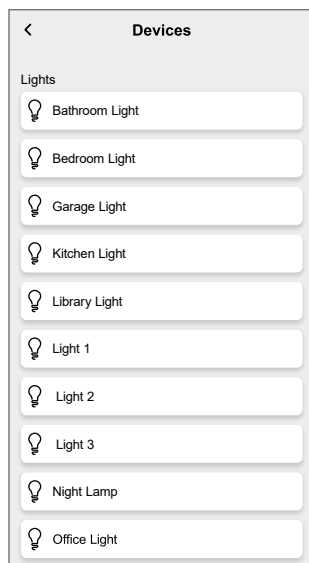 Devices
Lights
Bathroom Light
Bedroom Light
Garage Light
Kitchen Light
Library Light
Light 1
Light 2
Light 3
Night Lamp
Office Light